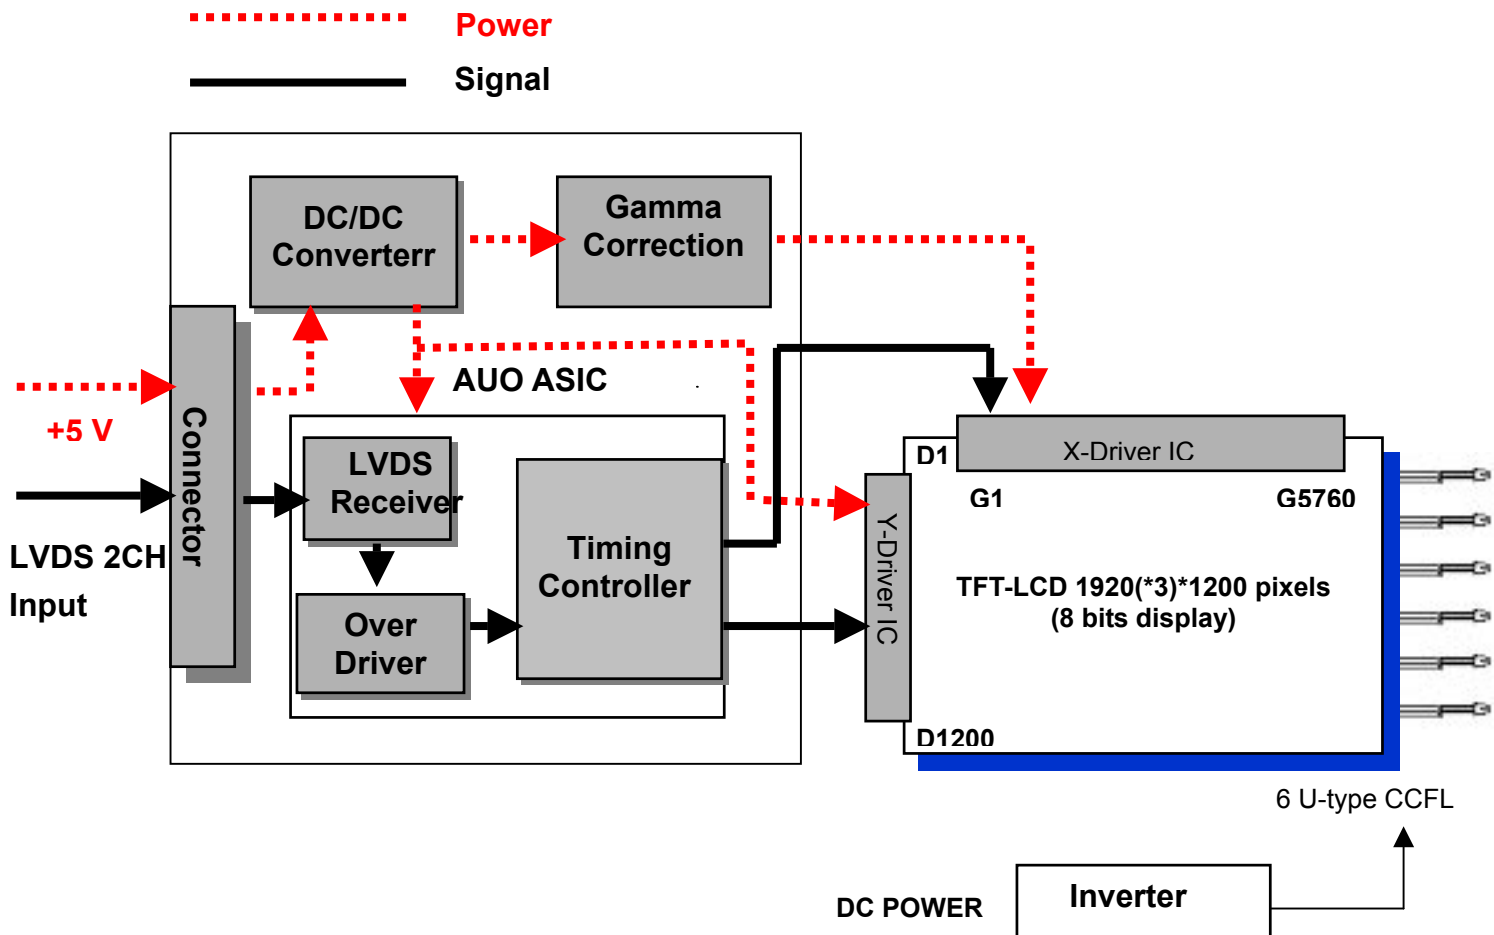 Power
Signal
DC/DC
Converterr
Gamma
Correction
AUO ASIC
+5 V
Connector
LVDS 2CH
Input
LVDS
Receiver
Over
Driver
Timing
Controller
D1
X-Driver IC
G1
G5760
Y-Driver IC
TFT-LCD 1920(*3)*1200 pixels
(8 bits display)
D1200
6 U-type CCFL
DC POWER
Inverter